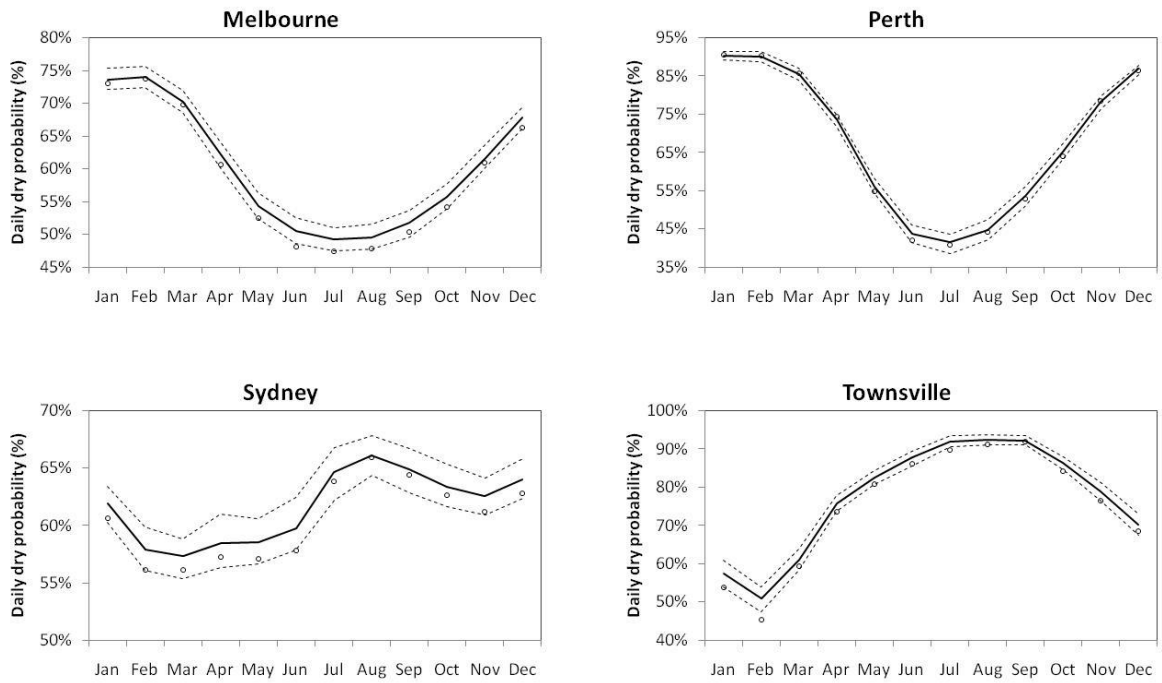 Melbourne
Daily dry probability (%)
80%
75%
70%
65%
60%
55%
50%
45%
Jan Feb Mar Apr May Jun Jul Aug Sep Oct Nov Dec
Perth
Daily dry probability (%)
95%
85%
75%
65%
55%
45%
35%
Jan Feb Mar Apr May Jun Jul Aug Sep Oct Nov Dec
Sydney
Daily dry probability (%)
70%
65%
60%
55%
50%
Jan Feb Mar Apr May Jun Jul Aug Sep Oct Nov Dec
Townsville
Daily dry probability (%)
100%
90%
80%
70%
60%
50%
40%
Jan Feb Mar Apr May Jun Jul Aug Sep Oct Nov Dec